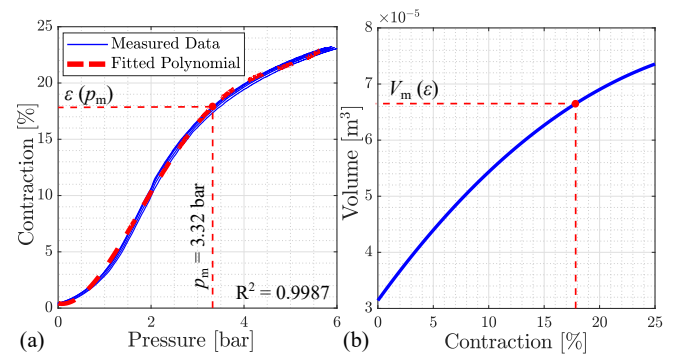 25
20
15
10
5
0
Contraction [%]
Measured Data
Fitted Polynomial
ε (pₘ)
pₘ = 3.32 bar
R² = 0.9987
0 2 4 6
(a) Pressure [bar]
×10⁻⁵
8
7
6
5
4
3
Volume [m³]
Vₘ (ε)
0 5 10 15 20 25
(b) Contraction [%]